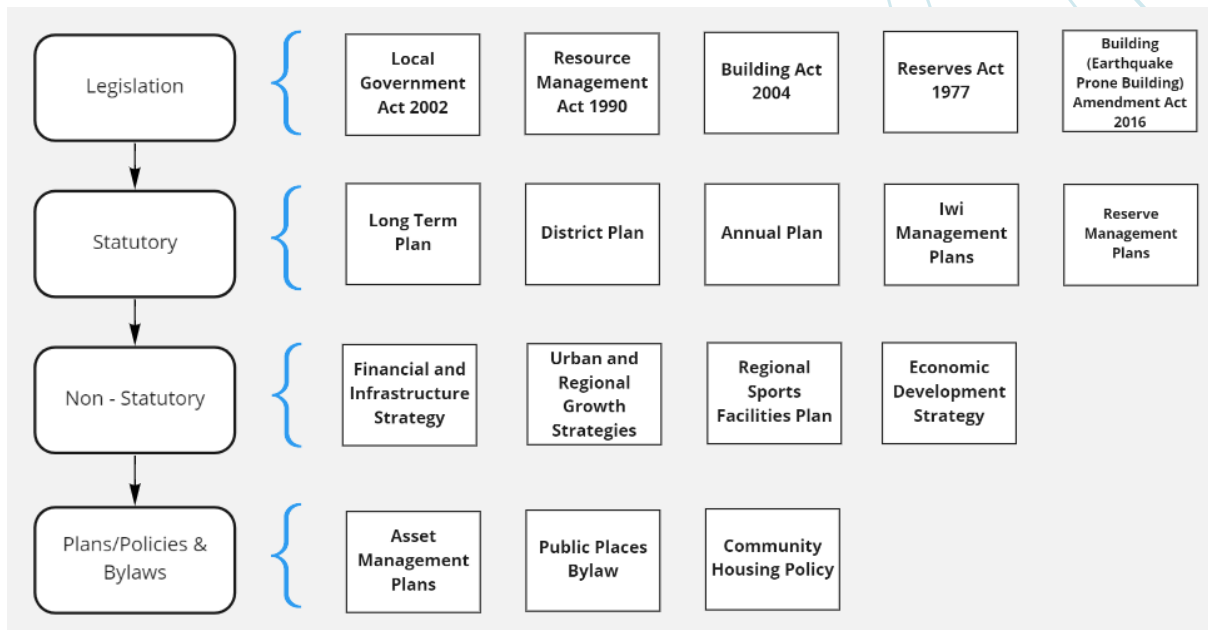 Legislation
Local
Government
Act 2002
Resource
Management
Act 1990
Building Act
2004
Reserves Act
1977
Building
(Earthquake
Prone Building)
Amendment Act
2016
Statutory
Long Term
Plan
District Plan
Annual Plan
Iwi
Management
Plans
Reserve
Management
Plans
Non - Statutory
Financial and
Infrastructure
Strategy
Urban and
Regional
Growth
Strategies
Regional
Sports
Facilities Plan
Economic
Development
Strategy
Plans/Policies &
Bylaws
Asset
Management
Plans
Public Places
Bylaw
Community
Housing Policy